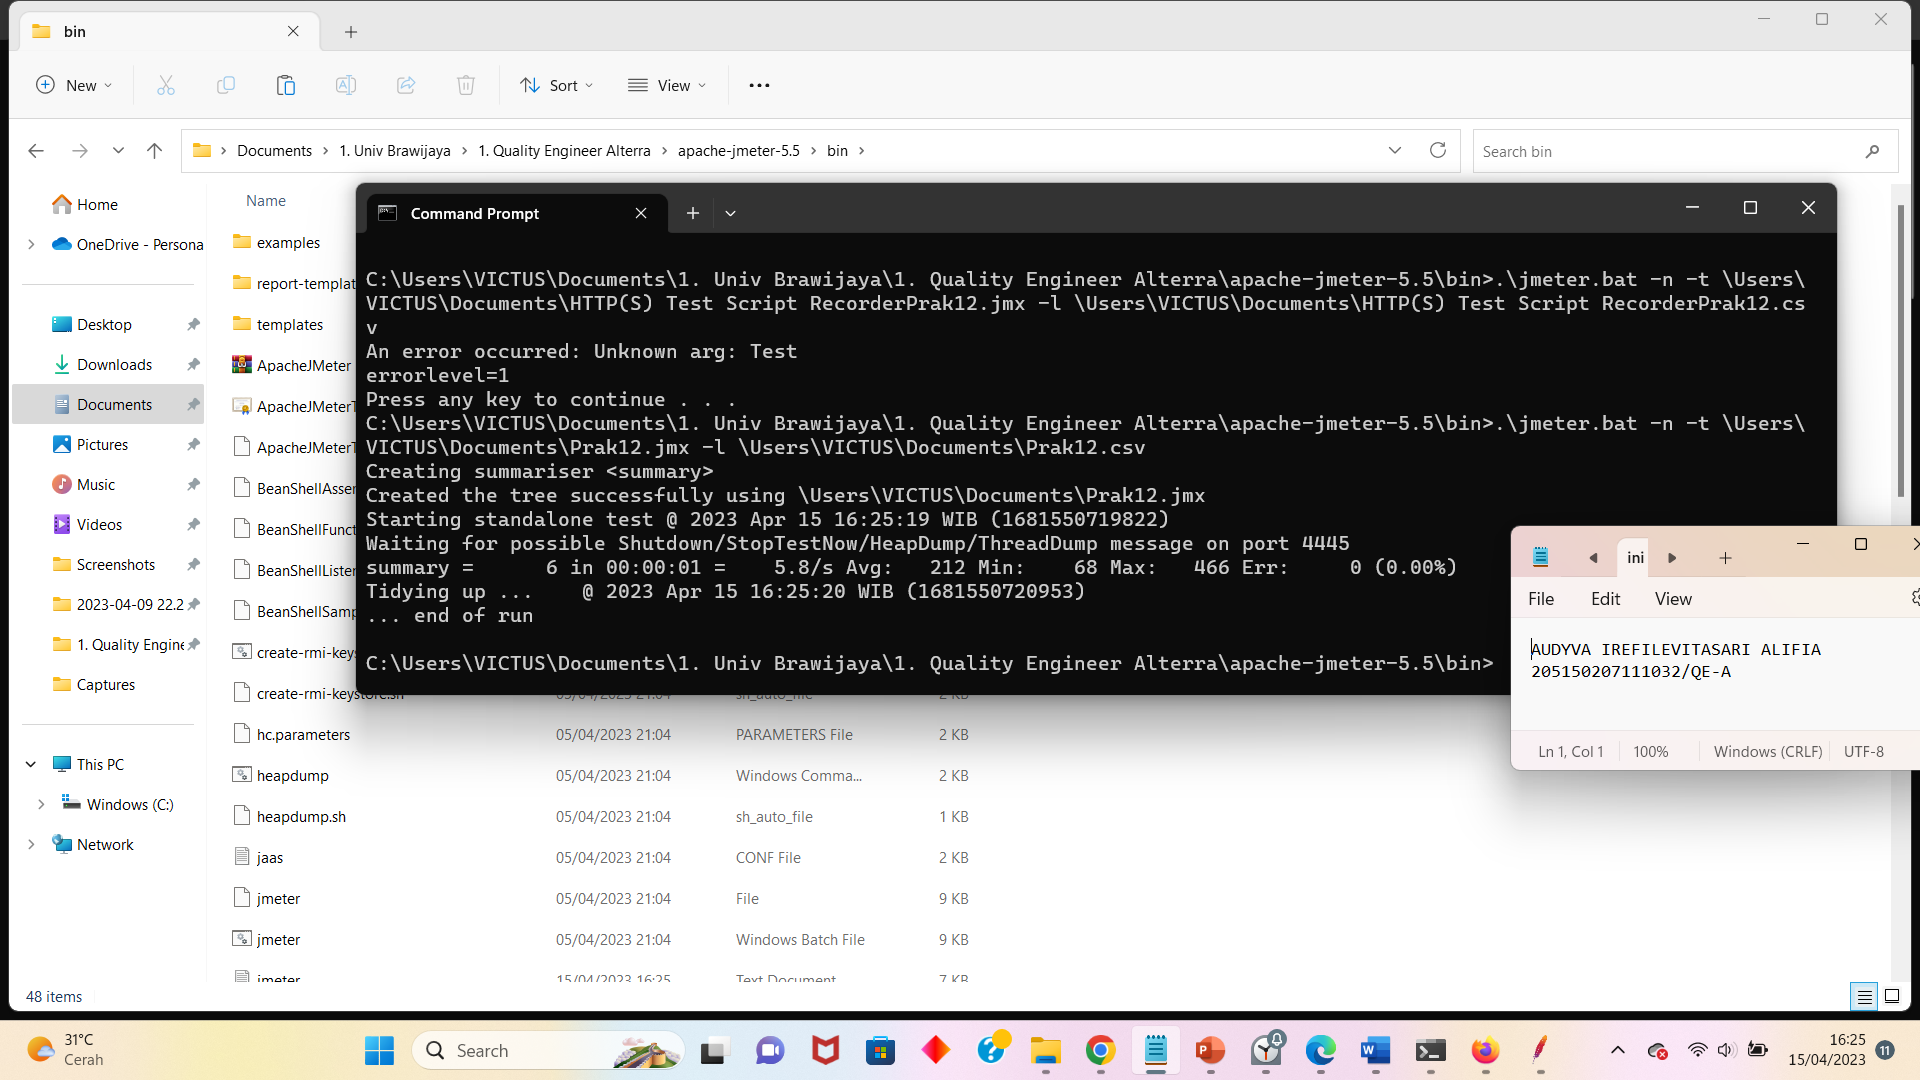 bin
New
Sort
View
Documents > 1. Univ Brawijaya > 1. Quality Engineer Alterra > apache-jmeter-5.5 > bin >
Search bin
Home
OneDrive - Persona
Desktop
Downloads
Documents
Pictures
Music
Videos
Screenshots
2023-04-09 22.2
1. Quality Engine
Captures
This PC
Windows (C:)
Network
Name
examples
report-templat
templates
ApacheJMeter
ApacheJMeterT
ApacheJMeterT
BeanShellAsser
BeanShellFunct
BeanShellLister
BeanShellSamp
create-rmi-keys
create-rmi-keystore.sh 05/04/2023 21:04 sh_auto_file 2 KB
hc.parameters 05/04/2023 21:04 PARAMETERS File 2 KB
heapdump 05/04/2023 21:04 Windows Comma... 2 KB
heapdump.sh 05/04/2023 21:04 sh_auto_file 1 KB
jaas 05/04/2023 21:04 CONF File 2 KB
jmeter 05/04/2023 21:04 File 9 KB
jmeter 05/04/2023 21:04 Windows Batch File 9 KB
jmeter 15/04/2023 16:25 Text Document 7 KB
48 items
Command Prompt
C:\Users\VICTUS\Documents\1. Univ Brawijaya\1. Quality Engineer Alterra\apache-jmeter-5.5\bin>.\jmeter.bat -n -t \Users\
VICTUS\Documents\HTTP(S) Test Script RecorderPrak12.jmx -l \Users\VICTUS\Documents\HTTP(S) Test Script RecorderPrak12.cs
v
An error occurred: Unknown arg: Test
errorlevel=1
Press any key to continue . . .
C:\Users\VICTUS\Documents\1. Univ Brawijaya\1. Quality Engineer Alterra\apache-jmeter-5.5\bin>.\jmeter.bat -n -t \Users\
VICTUS\Documents\Prak12.jmx -l \Users\VICTUS\Documents\Prak12.csv
Creating summariser <summary>
Created the tree successfully using \Users\VICTUS\Documents\Prak12.jmx
Starting standalone test @ 2023 Apr 15 16:25:19 WIB (1681550719822)
Waiting for possible Shutdown/StopTestNow/HeapDump/ThreadDump message on port 4445
summary =      6 in 00:00:01 =    5.8/s Avg:   212 Min:    68 Max:   466 Err:     0 (0.00%)
Tidying up ...    @ 2023 Apr 15 16:25:20 WIB (1681550720953)
... end of run
C:\Users\VICTUS\Documents\1. Univ Brawijaya\1. Quality Engineer Alterra\apache-jmeter-5.5\bin>
ini
File Edit View
AUDYVA IREFILEVITASARI ALIFIA
205150207111032/QE-A
Ln 1, Col 1 100% Windows (CRLF) UTF-8
31°C
Cerah
Search
16:25
15/04/2023
11